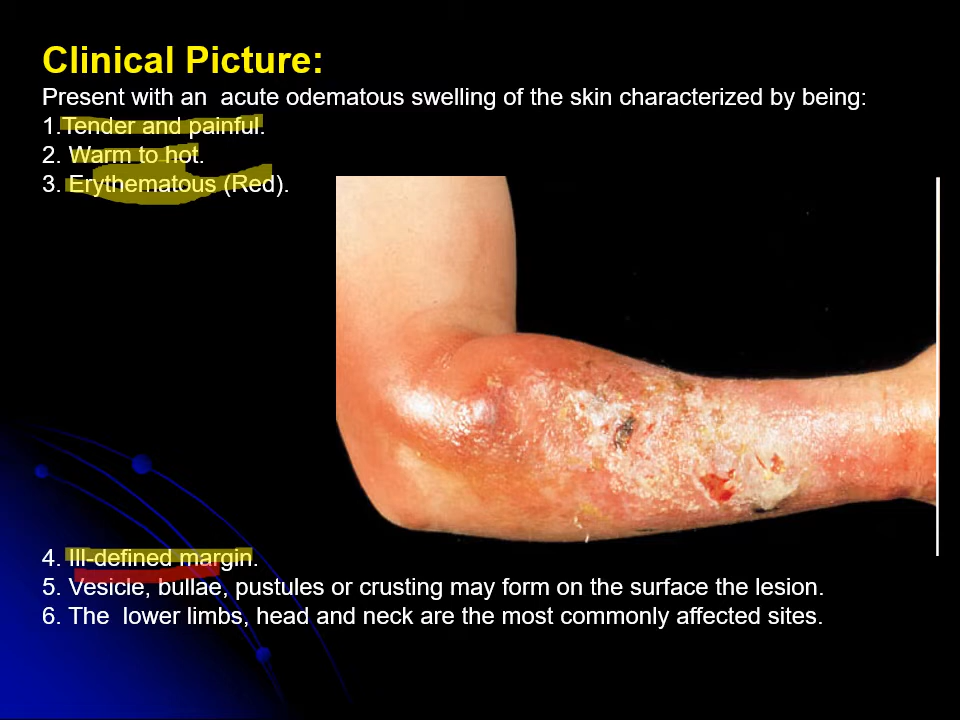 Clinical Picture:
Present with an  acute odematous swelling of the skin characterized by being:
1.Tender and painful.
2. Warm to hot.
3. Erythematous (Red).
4. Ill-defined margin.
5. Vesicle, bullae, pustules or crusting may form on the surface the lesion.
6. The  lower limbs, head and neck are the most commonly affected sites.